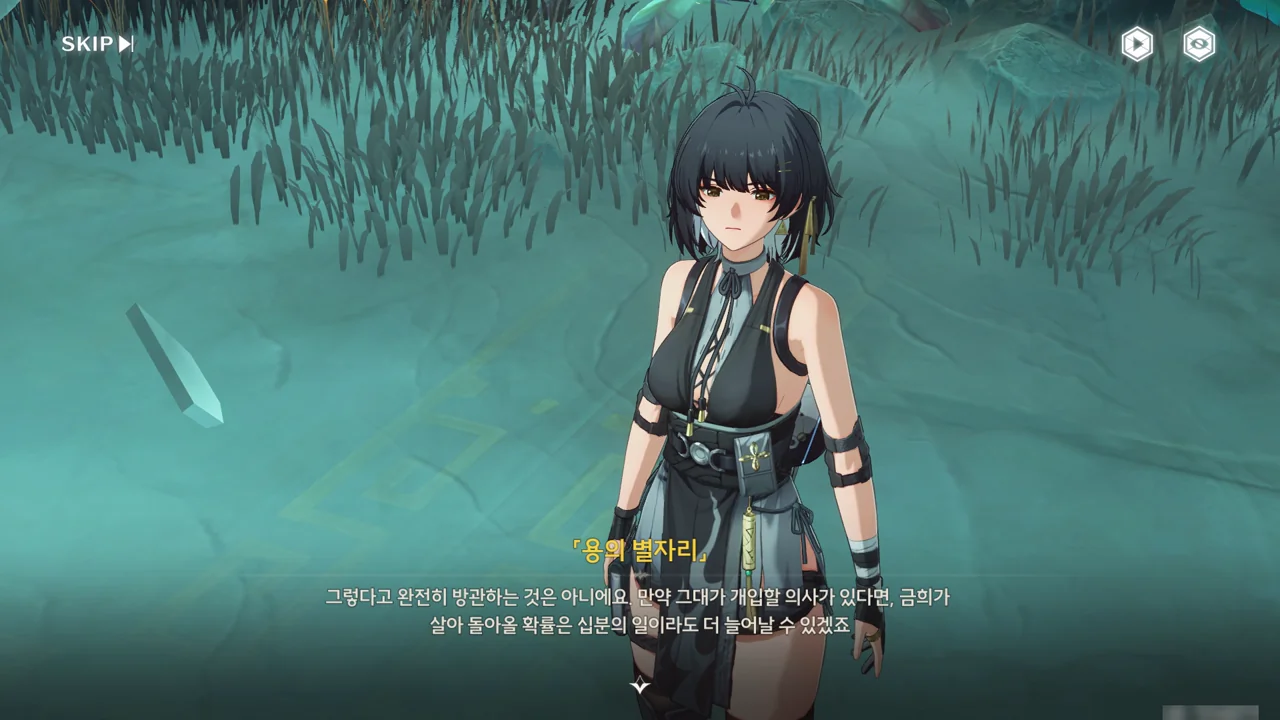 SKIP
「용의 별자리」
그렇다고 완전히 방관하는 것은 아니에요. 만약 그대가 개입할 의사가 있다면, 금희가
살아 돌아올 확률은 십분의 일이라도 더 늘어날 수 있겠죠